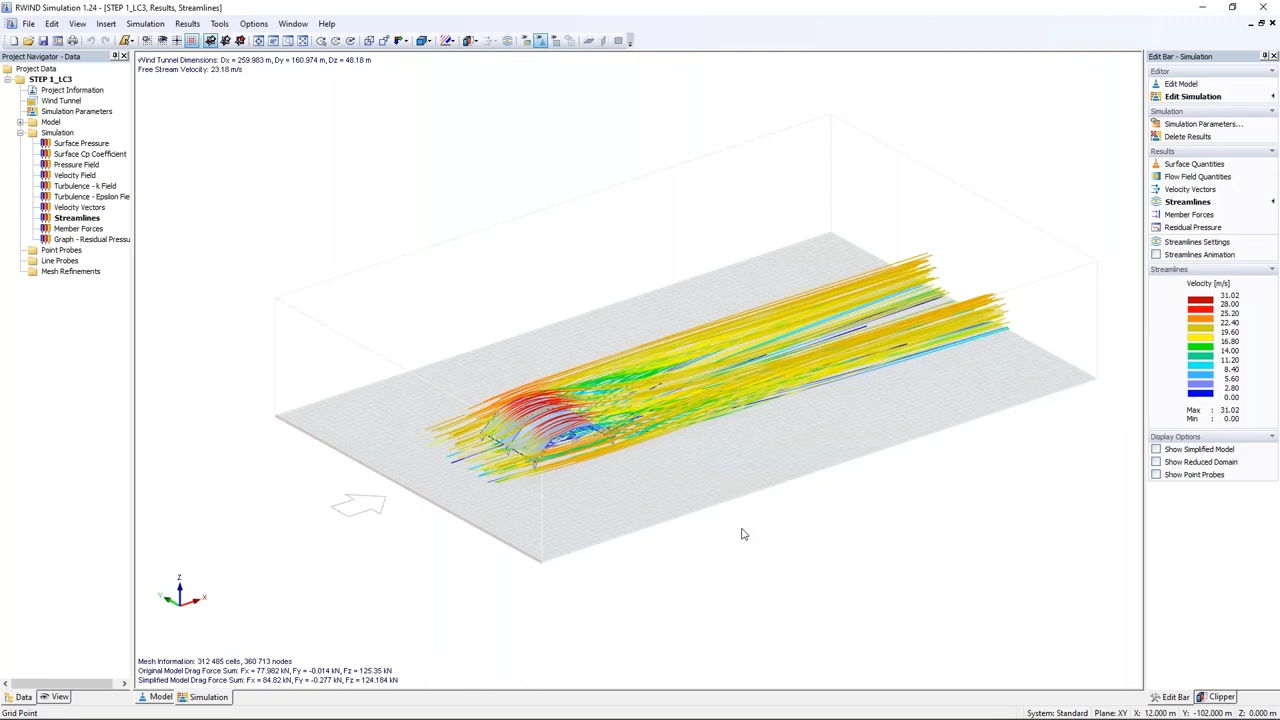 RWIND Simulation 1.24 - [STEP 1_LC3, Results, Streamlines]
File Edit View Insert Simulation Results Tools Options Window Help
Project Navigator - Data
Project Data
STEP 1_LC3
Project Information
Wind Tunnel
Simulation Parameters
Model
Simulation
Surface Pressure
Surface Cp Coefficient
Pressure Field
Velocity Field
Turbulence - k Field
Turbulence - Epsilon Fie
Velocity Vectors
Streamlines
Member Forces
Graph - Residual Pressu
Point Probes
Line Probes
Mesh Refinements
Data View
Wind Tunnel Dimensions: Dx = 259.983 m, Dy = 160.974 m, Dz = 48.18 m
Free Stream Velocity: 23.18 m/s
Z
Y
X
Mesh Information: 312 485 cells, 360 713 nodes
Original Model Drag Force Sum: Fx = 77.982 kN, Fy = -0.014 kN, Fz = 125.35 kN
Simplified Model Drag Force Sum: Fx = 84.82 kN, Fy = -0.277 kN, Fz = 124.184 kN
Model Simulation
Edit Bar - Simulation
Editor
Edit Model
Edit Simulation
Simulation
Simulation Parameters...
Delete Results
Results
Surface Quantities
Flow Field Quantities
Velocity Vectors
Streamlines
Member Forces
Residual Pressure
Streamlines Settings
Streamlines Animation
Streamlines
Velocity [m/s]
31.02
28.00
25.20
22.40
19.60
16.80
14.00
11.20
8.40
5.60
2.80
0.00
Max : 31.02
Min : 0.00
Display Options
Show Simplified Model
Show Reduced Domain
Show Point Probes
Edit Bar Clipper
Grid Point
System: Standard Plane: XY X: 12.000 m Y: -102.000 m Z: 0.000 m